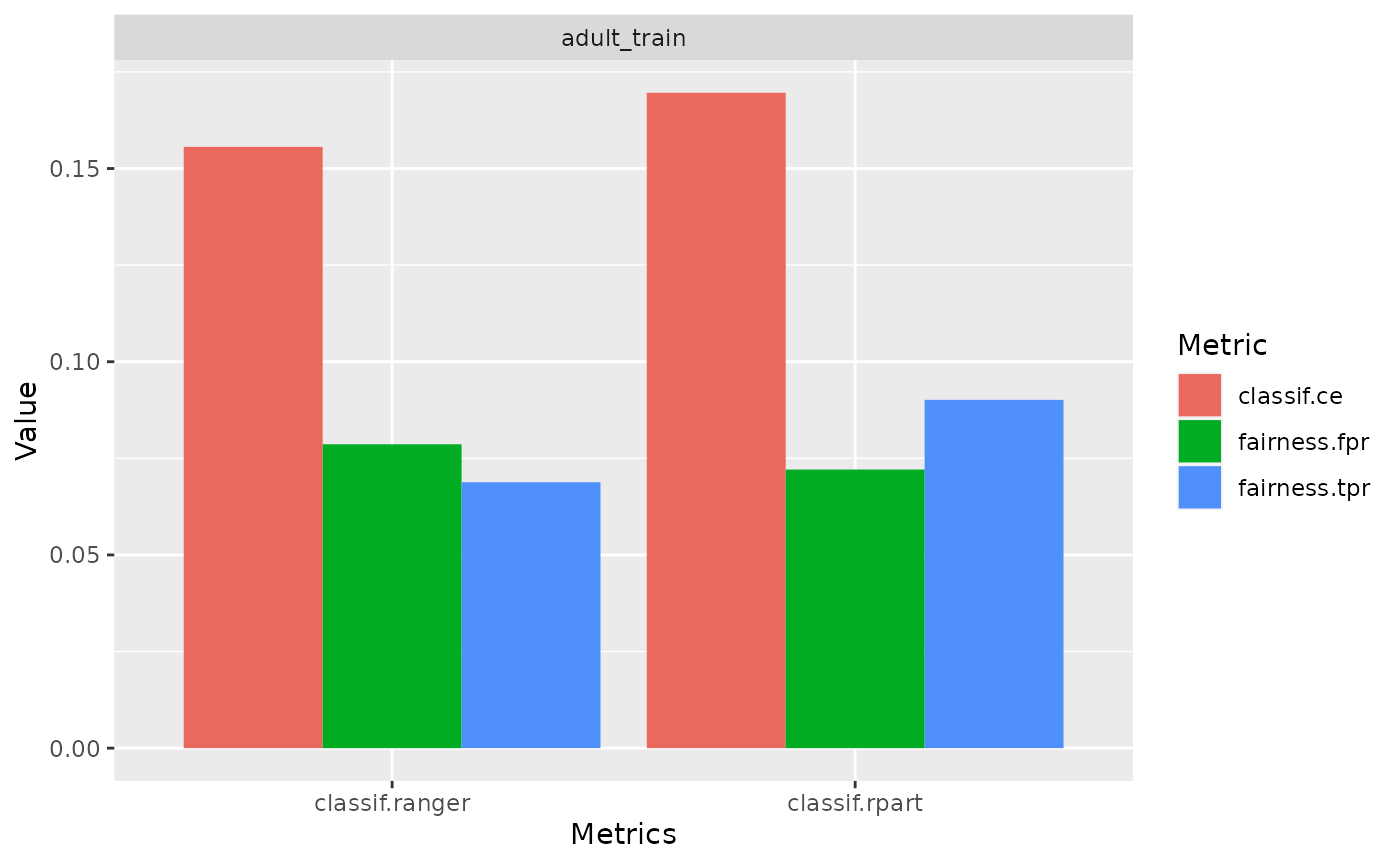 adult_train
0.15
0.10
0.05
0.00
Value
classif.ranger
classif.rpart
Metrics
Metric
classif.ce
fairness.fpr
fairness.tpr